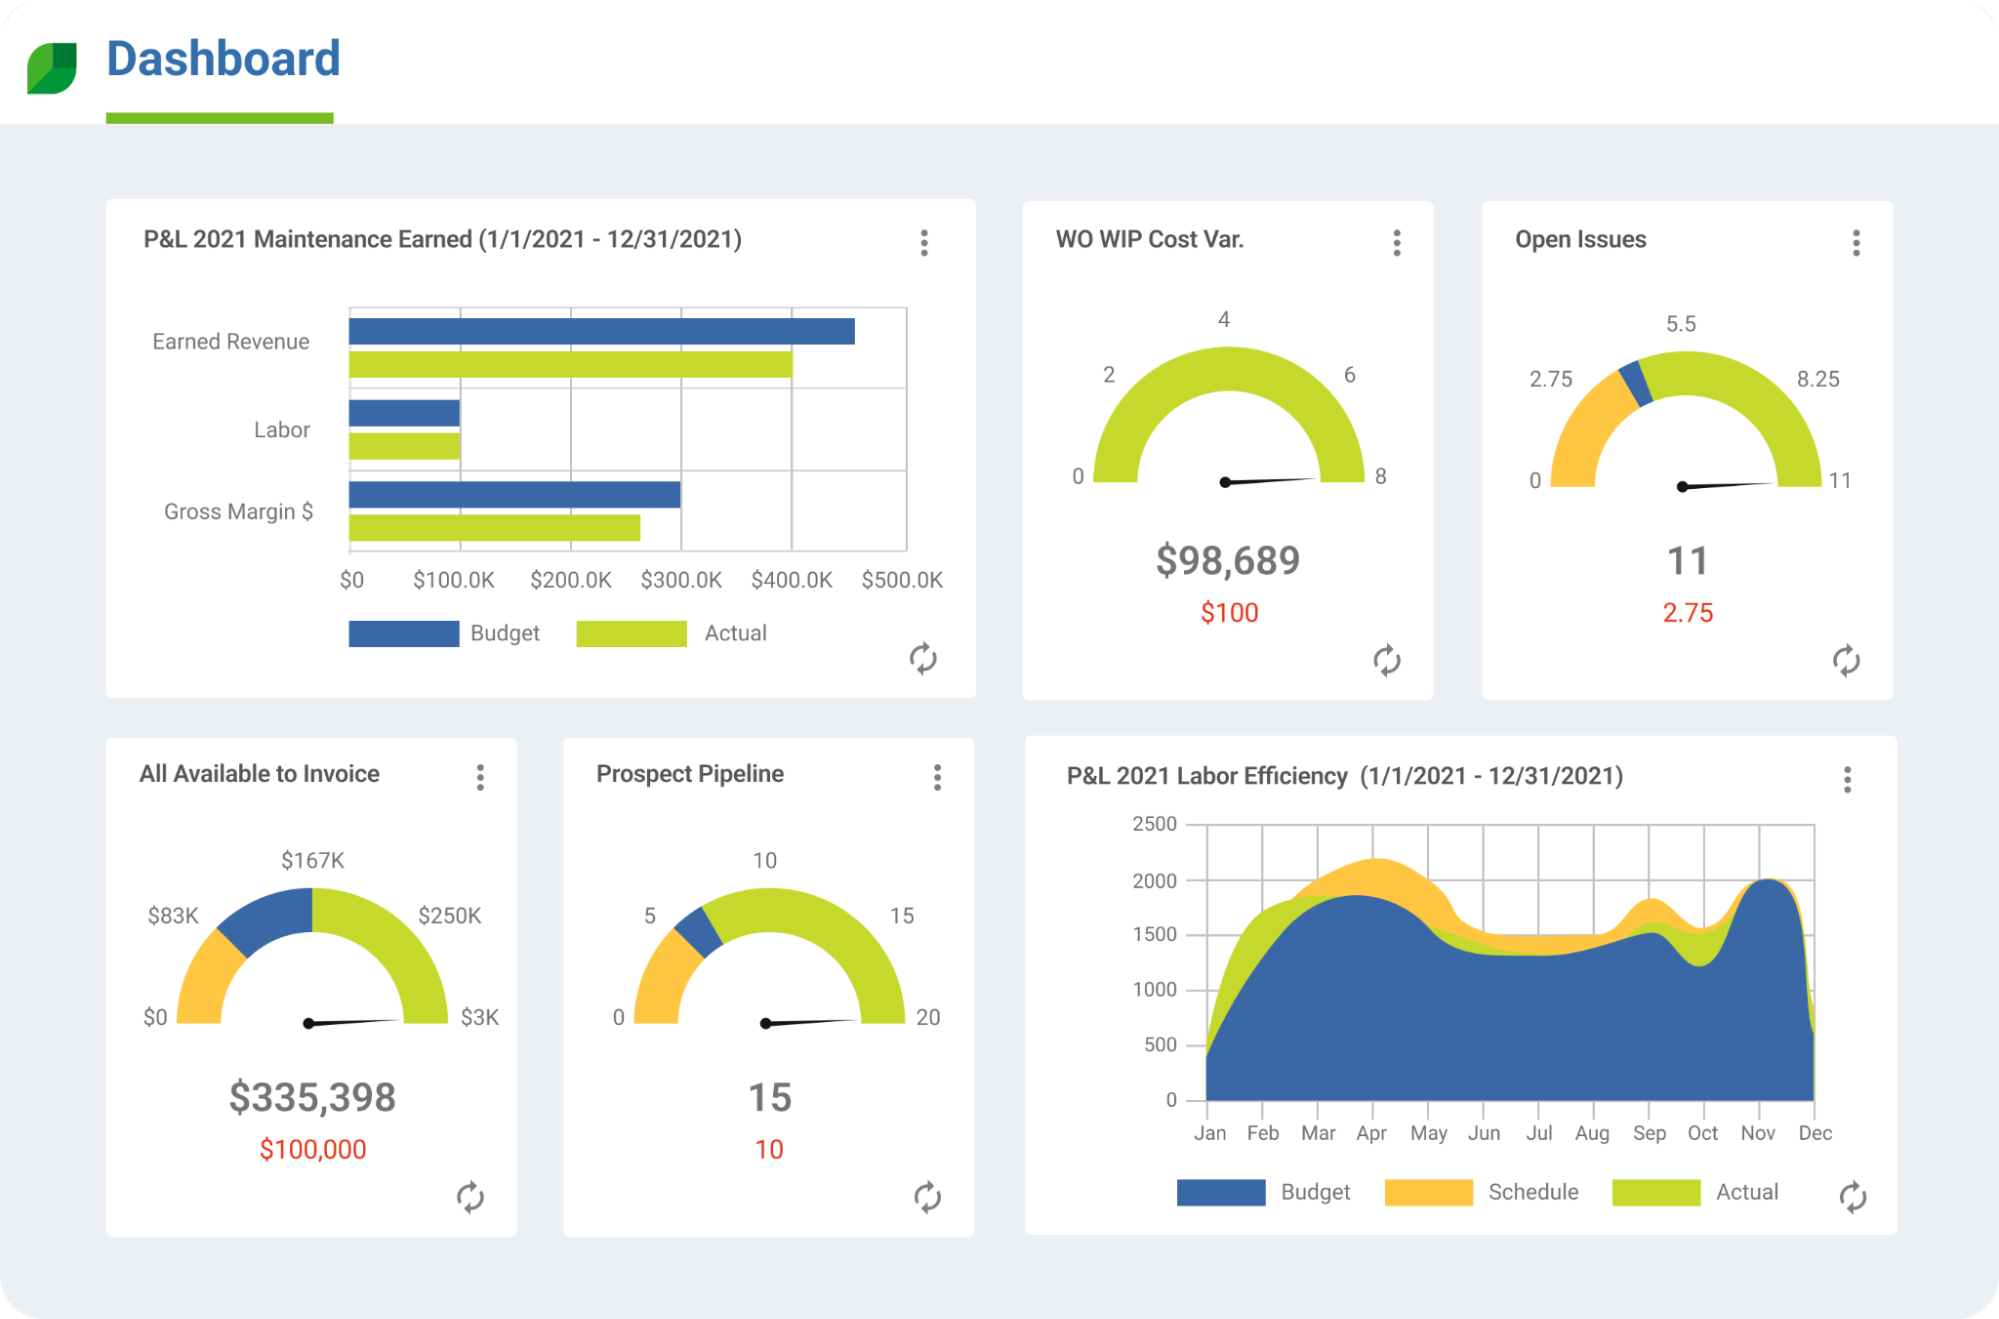 Dashboard
P&L 2021 Maintenance Earned (1/1/2021 - 12/31/2021)
Earned Revenue
Labor
Gross Margin $
$0 $100.0K $200.0K $300.0K $400.0K $500.0K
Budget Actual
WO WIP Cost Var.
4
2 6
0 8
$98,689
$100
Open Issues
5.5
2.75 8.25
0 11
11
2.75
All Available to Invoice
$167K
$83K $250K
$0 $3K
$335,398
$100,000
Prospect Pipeline
10
5 15
0 20
15
10
P&L 2021 Labor Efficiency (1/1/2021 - 12/31/2021)
2500
2000
1500
1000
500
0
Jan Feb Mar Apr May Jun Jul Aug Sep Oct Nov Dec
Budget Schedule Actual